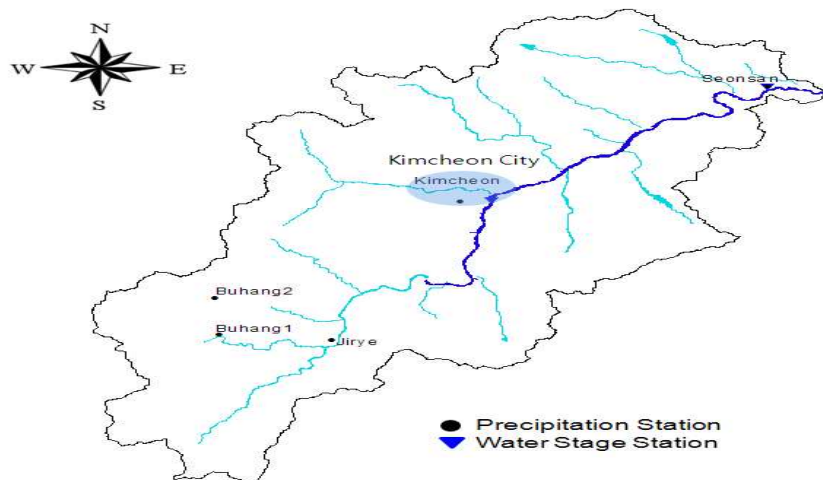 N
W E
S
Seonsan
Kimcheon City
Kimcheon
Buhang2
Buhang1
Jirye
Precipitation Station
Water Stage Station